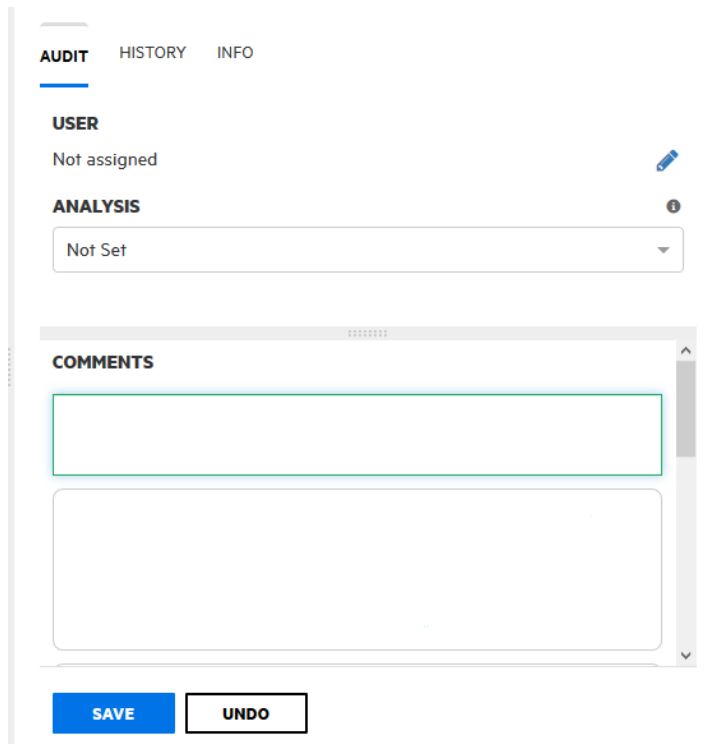 AUDIT HISTORY INFO
USER
Not assigned
ANALYSIS
Not Set
COMMENTS
SAVE UNDO